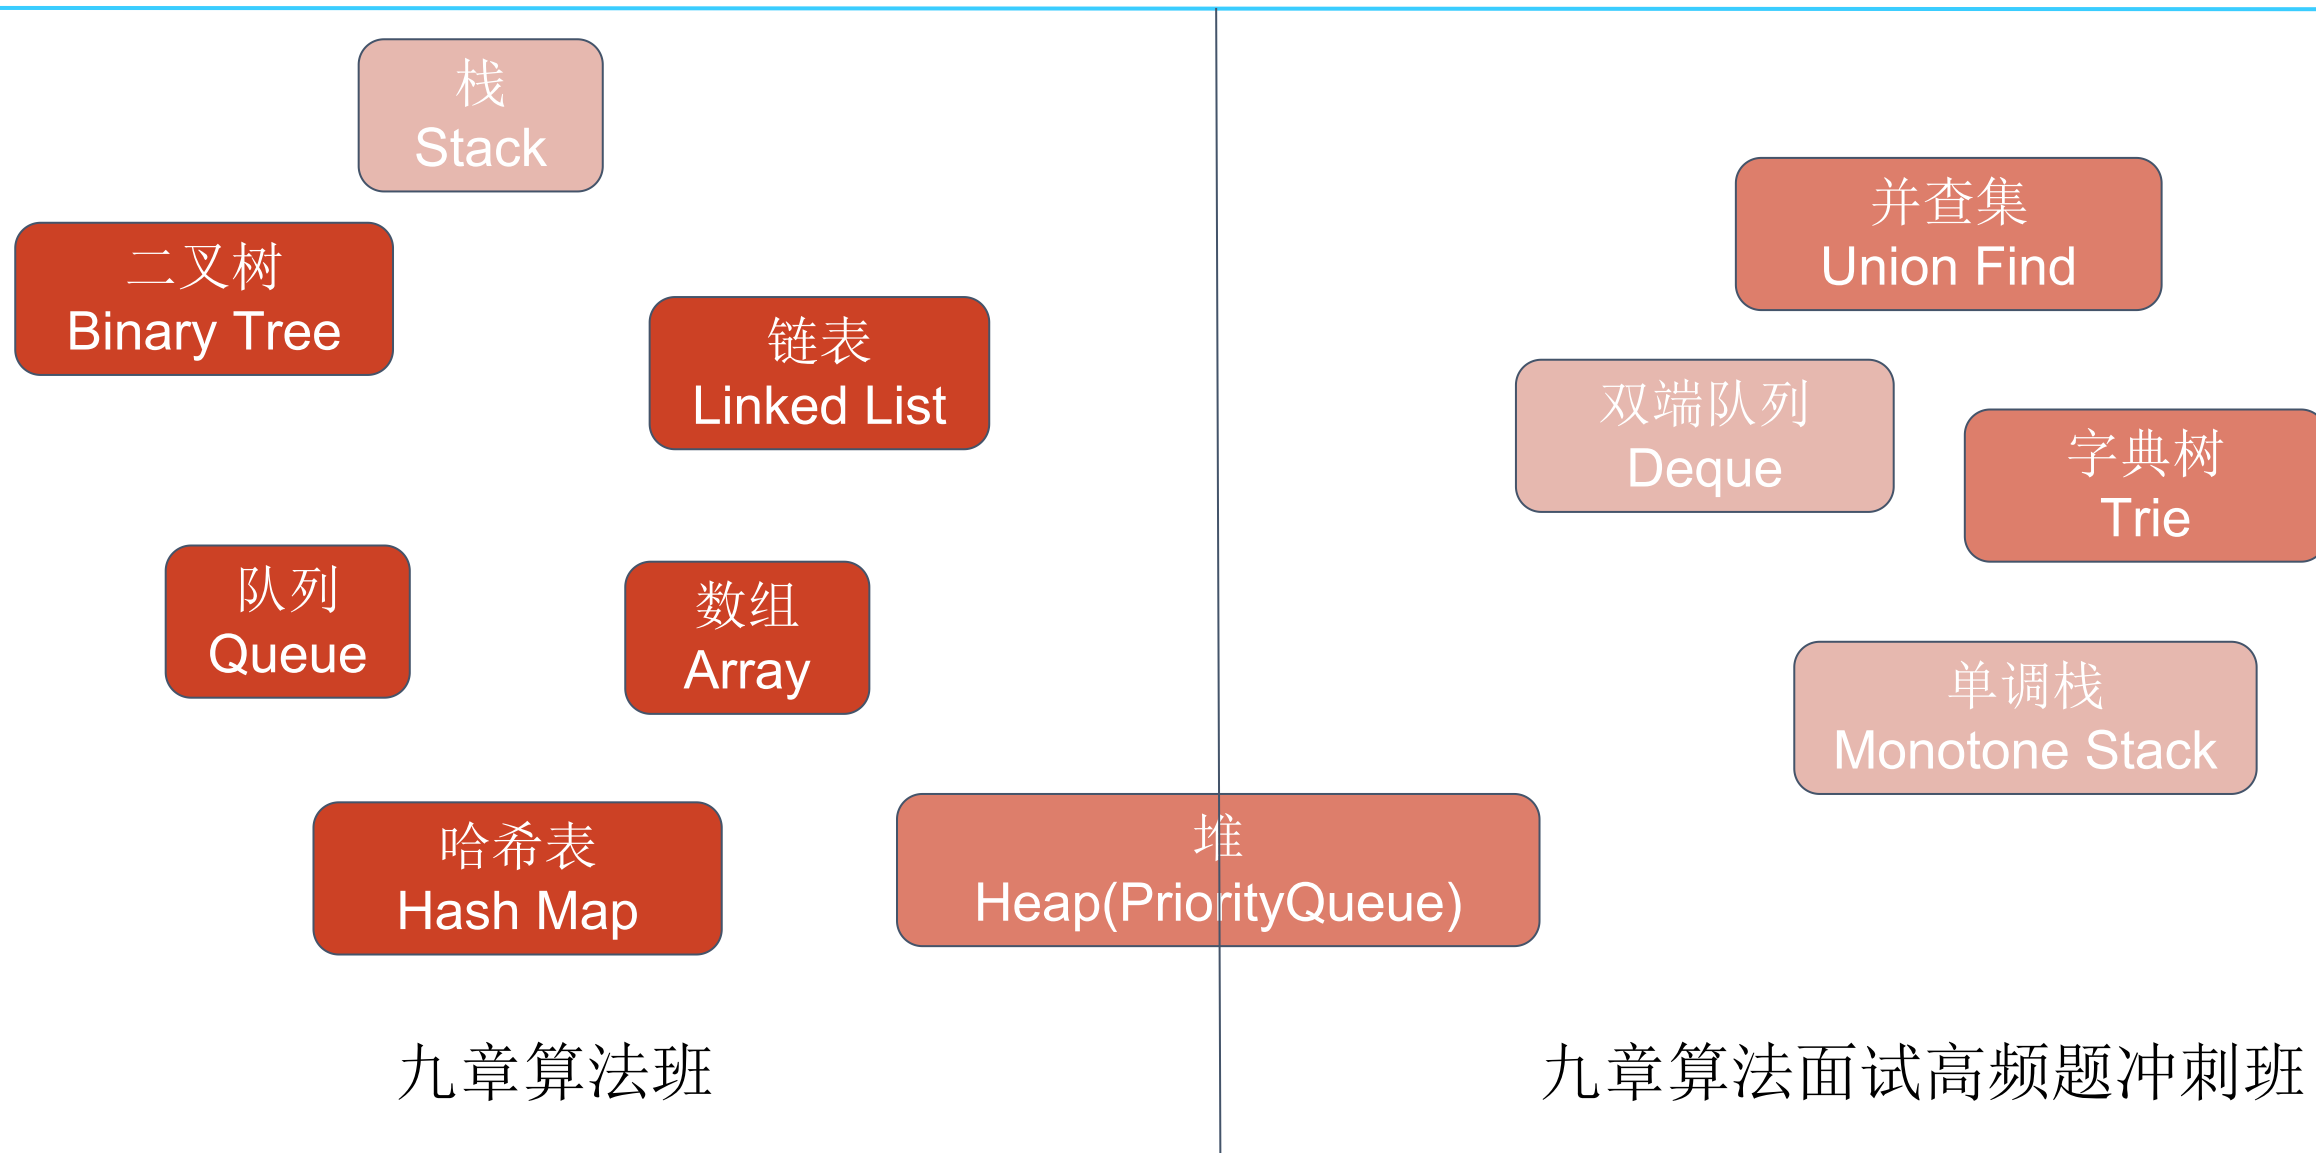 栈
Stack
二叉树
Binary Tree
链表
Linked List
队列
Queue
数组
Array
哈希表
Hash Map
堆
Heap(PriorityQueue)
并查集
Union Find
双端队列
Deque
字典树
Trie
单调栈
Monotone Stack
九章算法班
九章算法面试高频题冲刺班